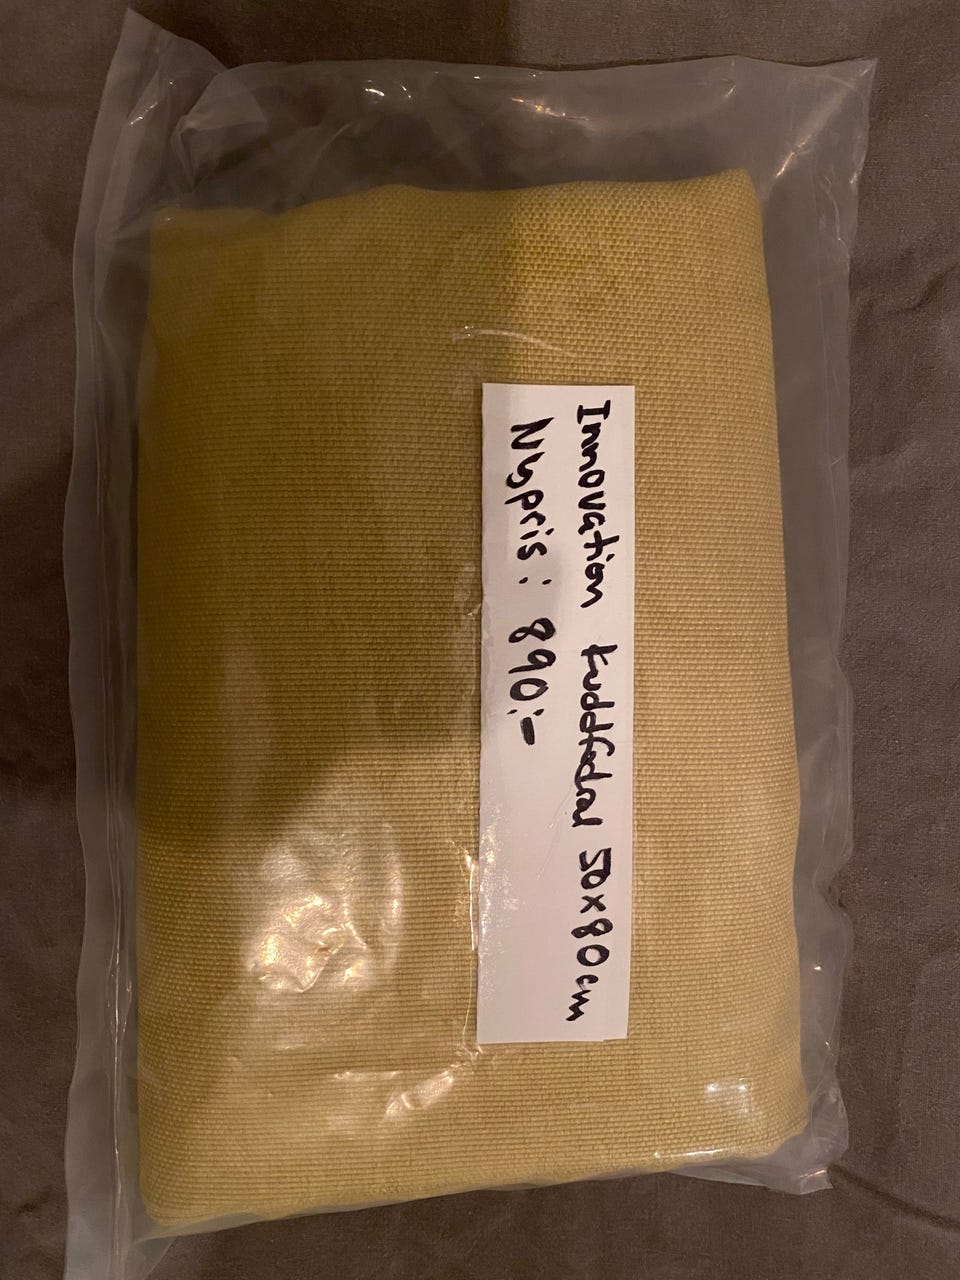 Innovation kuddfodral 50x80cm
Nypris: 890:-